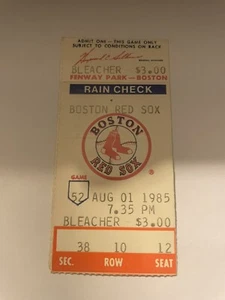 ADMIT ONE - THIS GAME ONLY
SUBJECT TO CONDITIONS ON BACK
BLEACHER $3.00
FENWAY PARK - BOSTON
RAIN CHECK
BOSTON RED SOX
BOSTON
RED SOX
52 AUG 01 1985
7.35 PM
BLEACHER $3.00
38 10 12
SEC. ROW SEAT